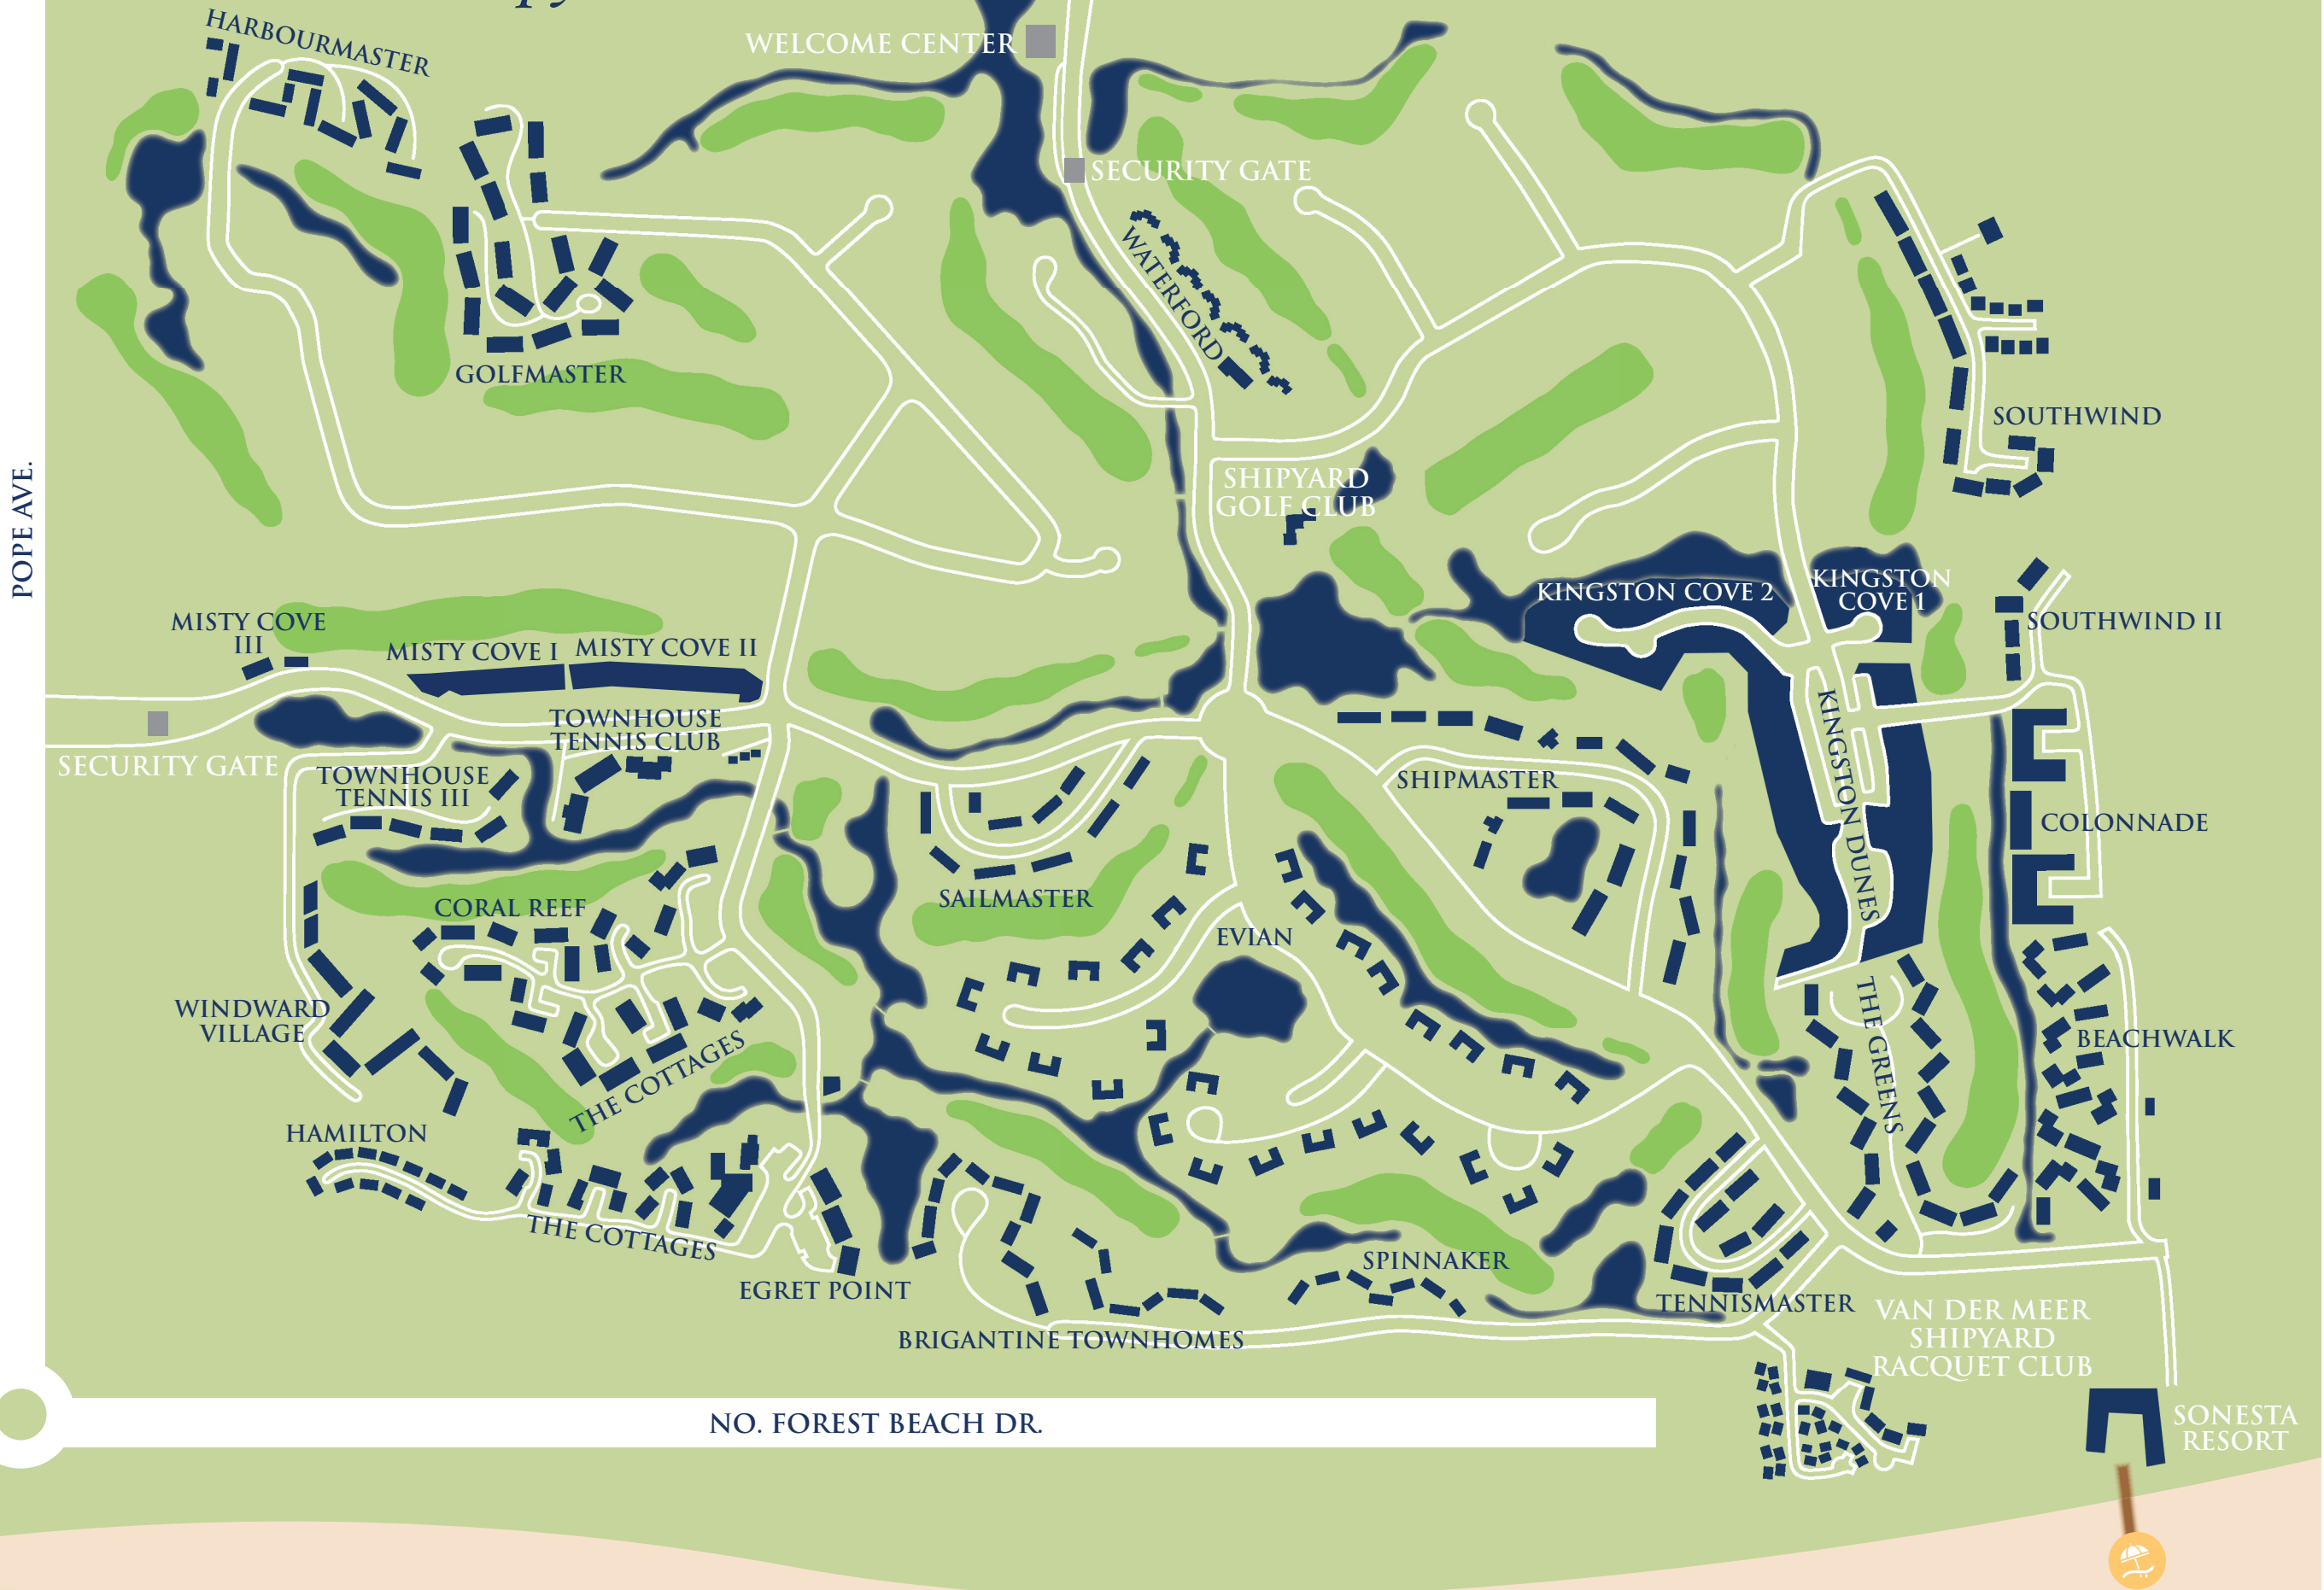 HARBOURMASTER
WELCOME CENTER
SECURITY GATE
WATERFORD
GOLFMASTER
SOUTHWIND
SHIPYARD
GOLF CLUB
POPE AVE.
KINGSTON COVE 2
KINGSTON
COVE 1
SOUTHWIND II
MISTY COVE
III
MISTY COVE I
MISTY COVE II
TOWNHOUSE
TENNIS CLUB
SECURITY GATE
TOWNHOUSE
TENNIS III
SHIPMASTER
KINGSTON DUNES
COLONNADE
SAILMASTER
CORAL REEF
EVIAN
WINDWARD
VILLAGE
THE COTTAGES
THE GREENS
BEACHWALK
HAMILTON
THE COTTAGES
EGRET POINT
SPINNAKER
TENNISMASTER
BRIGANTINE TOWNHOMES
VAN DER MEER
SHIPYARD
RACQUET CLUB
NO. FOREST BEACH DR.
SONESTA
RESORT